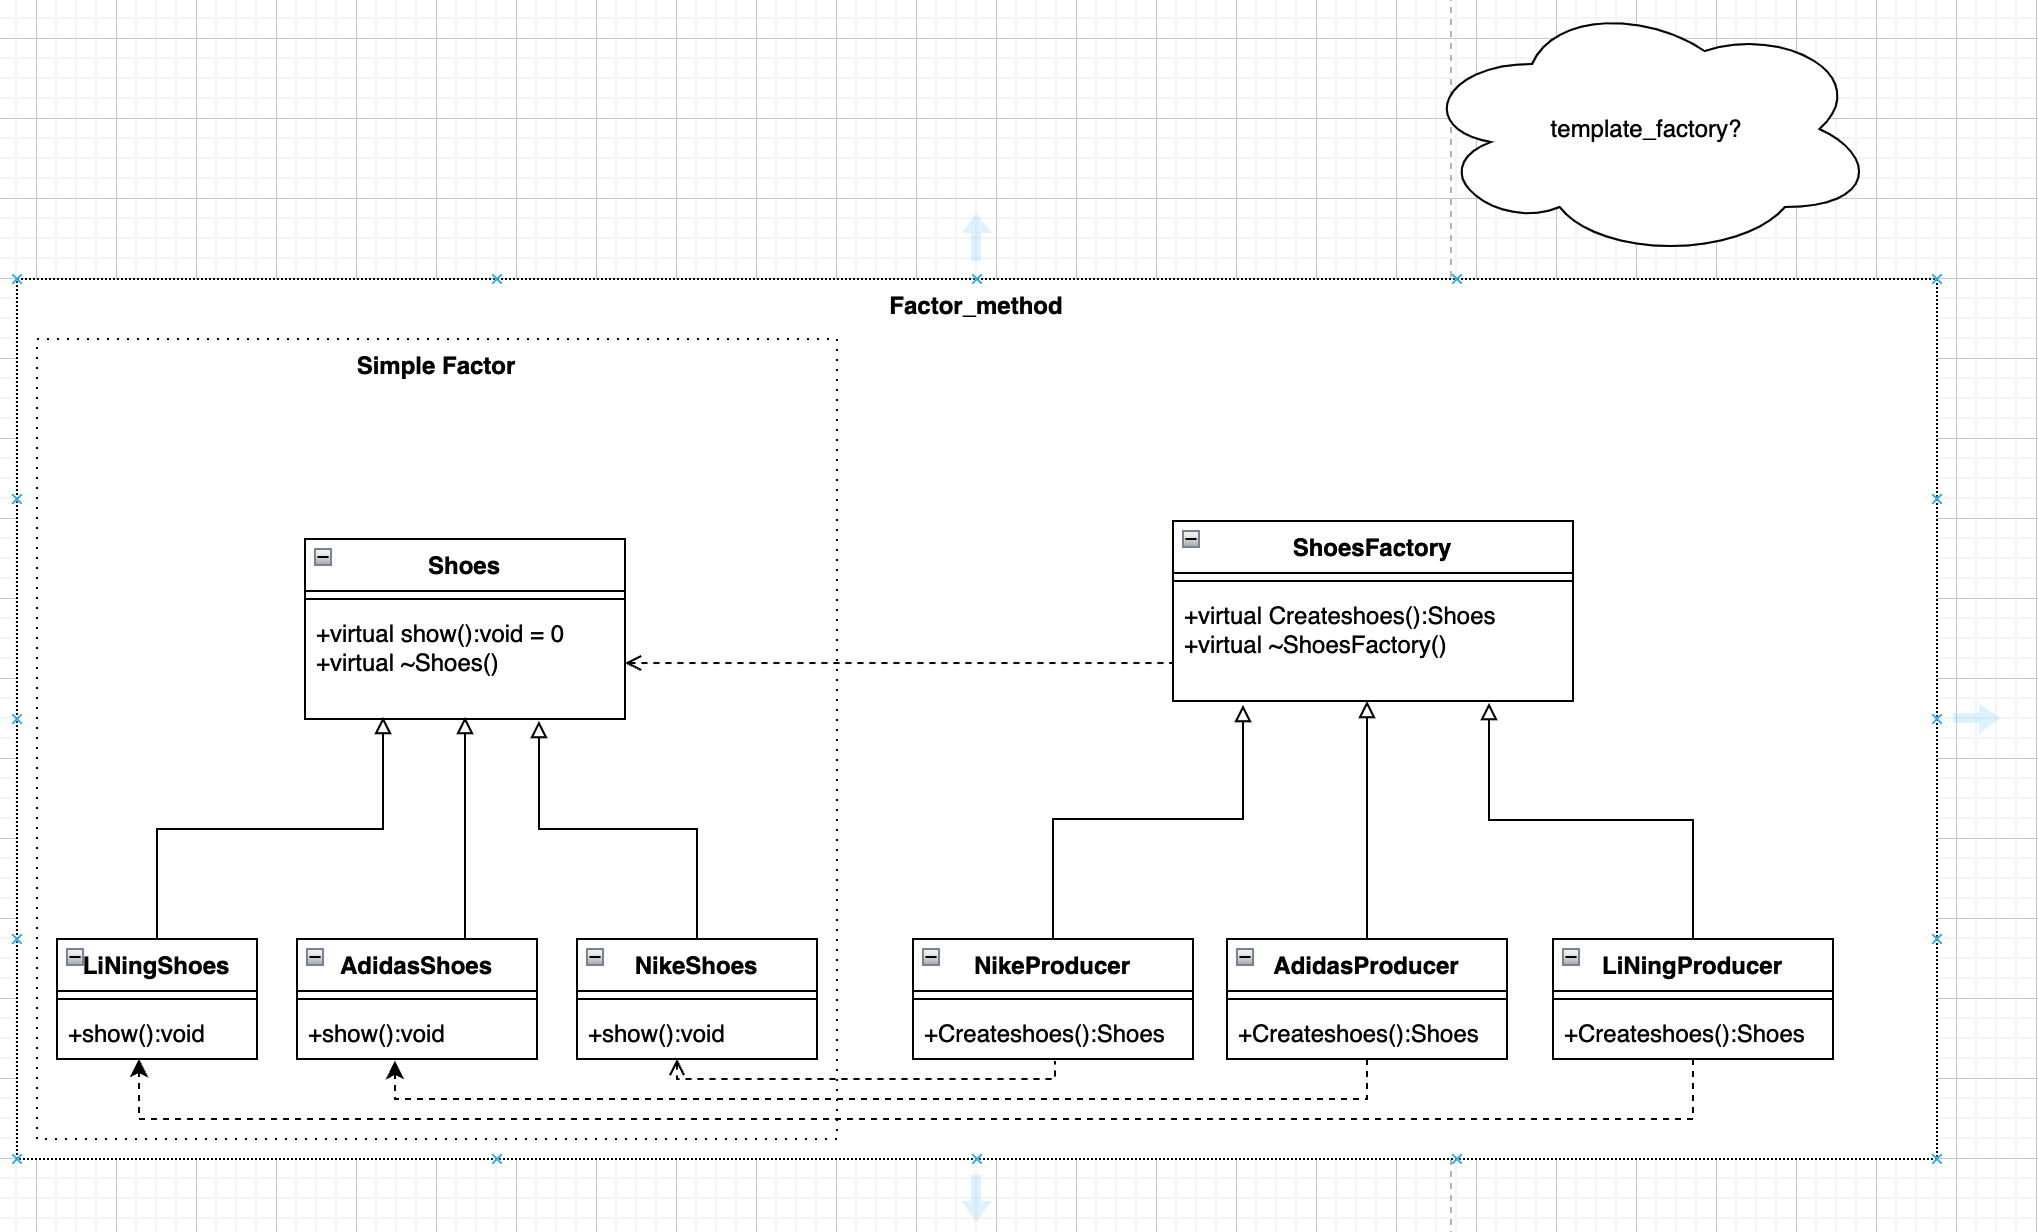 template_factory?
Factor_method
Simple Factor
Shoes
+virtual show():void = 0
+virtual ~Shoes()
ShoesFactory
+virtual Createshoes():Shoes
+virtual ~ShoesFactory()
LiNingShoes
+show():void
AdidasShoes
+show():void
NikeShoes
+show():void
NikeProducer
+Createshoes():Shoes
AdidasProducer
+Createshoes():Shoes
LiNingProducer
+Createshoes():Shoes